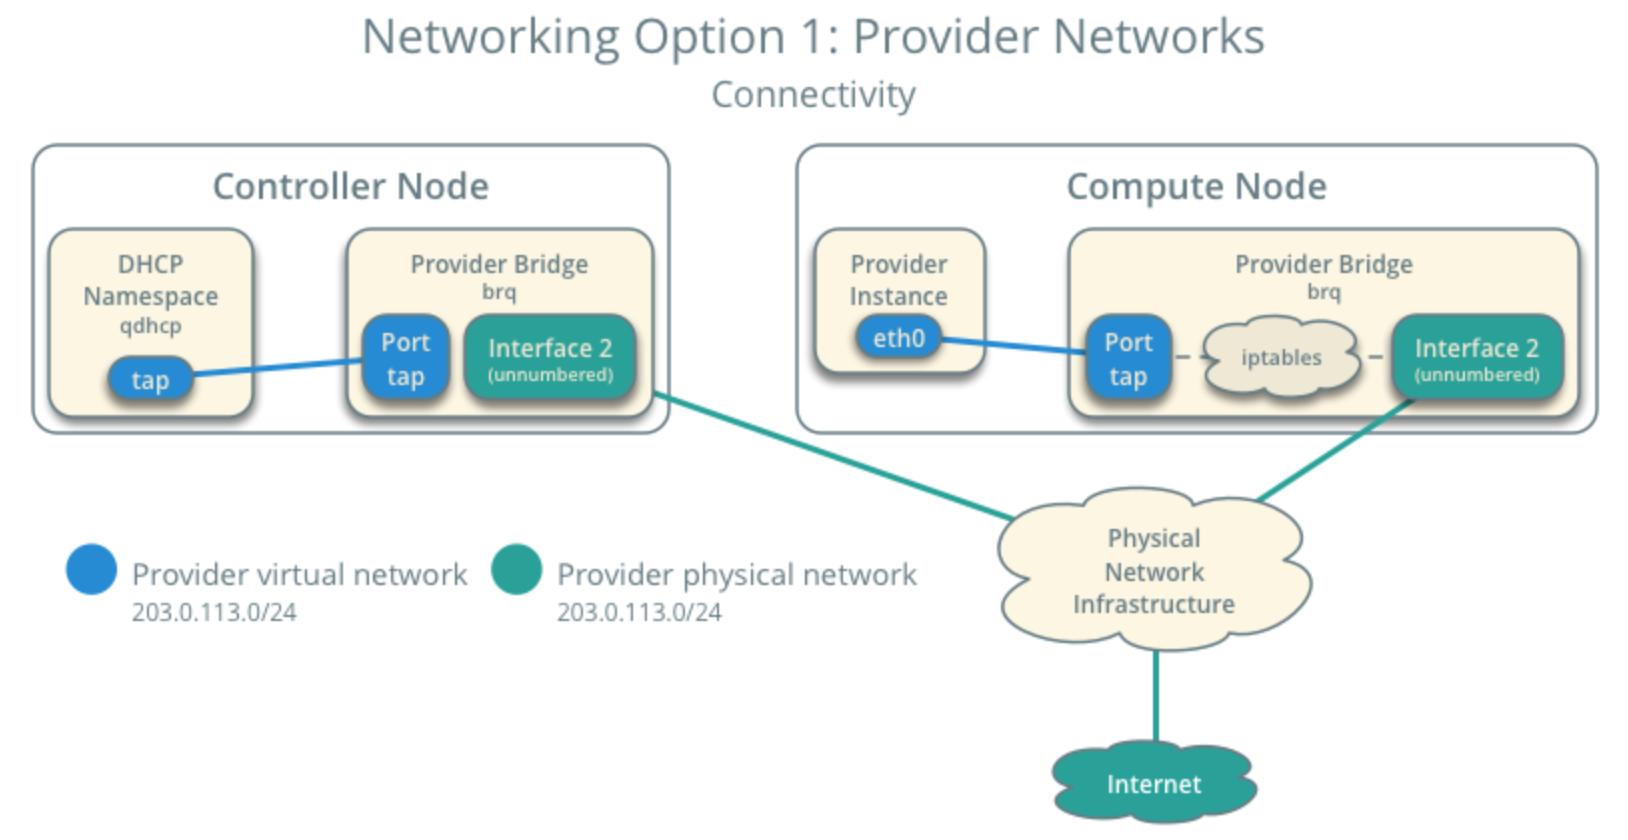 Networking Option 1: Provider Networks
Connectivity
Controller Node
DHCP
Namespace
qdhcp
tap
Provider Bridge
brq
Port
tap
Interface 2
(unnumbered)
Compute Node
Provider
Instance
eth0
Provider Bridge
brq
Port
tap
iptables
Interface 2
(unnumbered)
Physical
Network
Infrastructure
Provider virtual network
203.0.113.0/24
Provider physical network
203.0.113.0/24
Internet